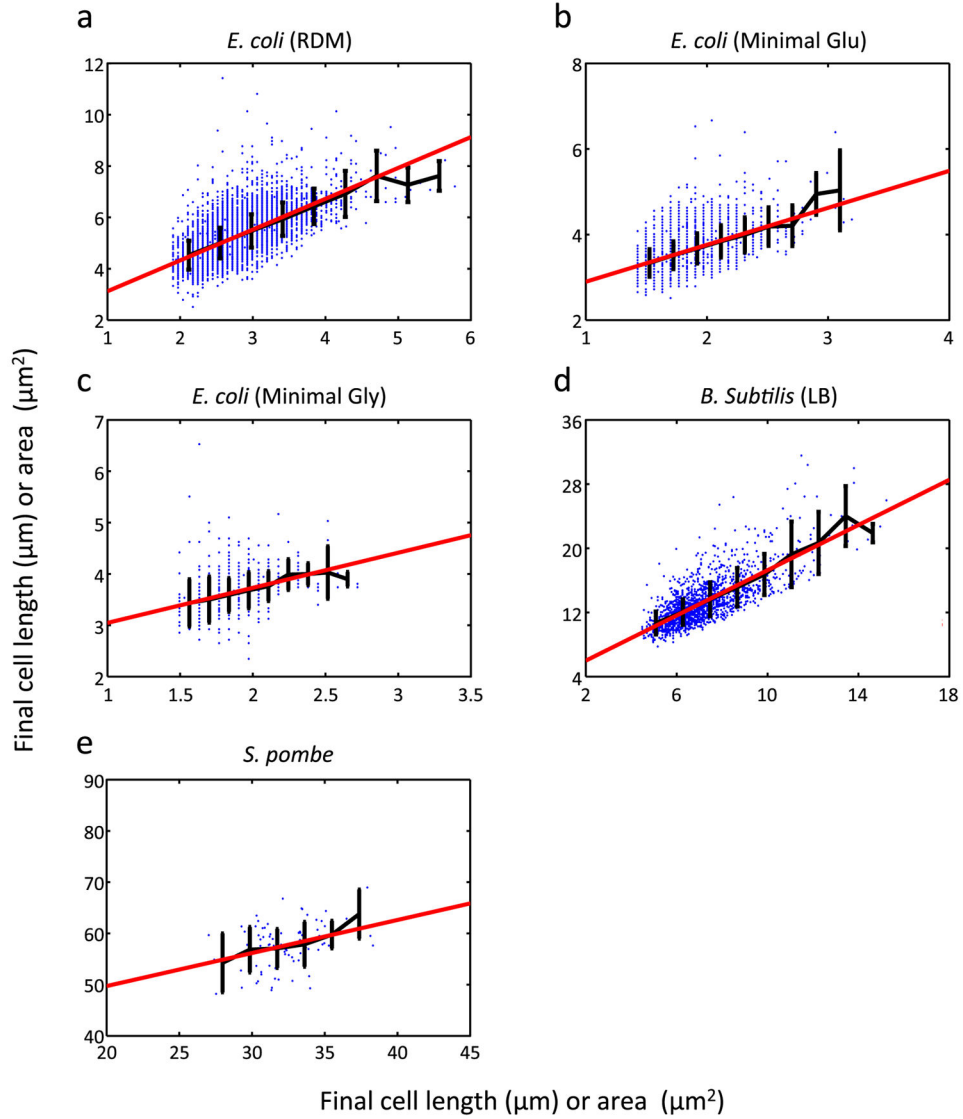 a
E. coli (RDM)
12
10
8
6
4
2
1 2 3 4 5 6
b
E. coli (Minimal Glu)
8
6
4
2
1 2 3 4
c
E. coli (Minimal Gly)
7
6
5
4
3
2
1 1.5 2 2.5 3 3.5
d
B. Subtilis (LB)
36
28
20
12
4
2 6 10 14 18
e
S. pombe
90
80
70
60
50
40
20 25 30 35 40 45
Final cell length (μm) or area (μm²)
Final cell length (μm) or area (μm²)